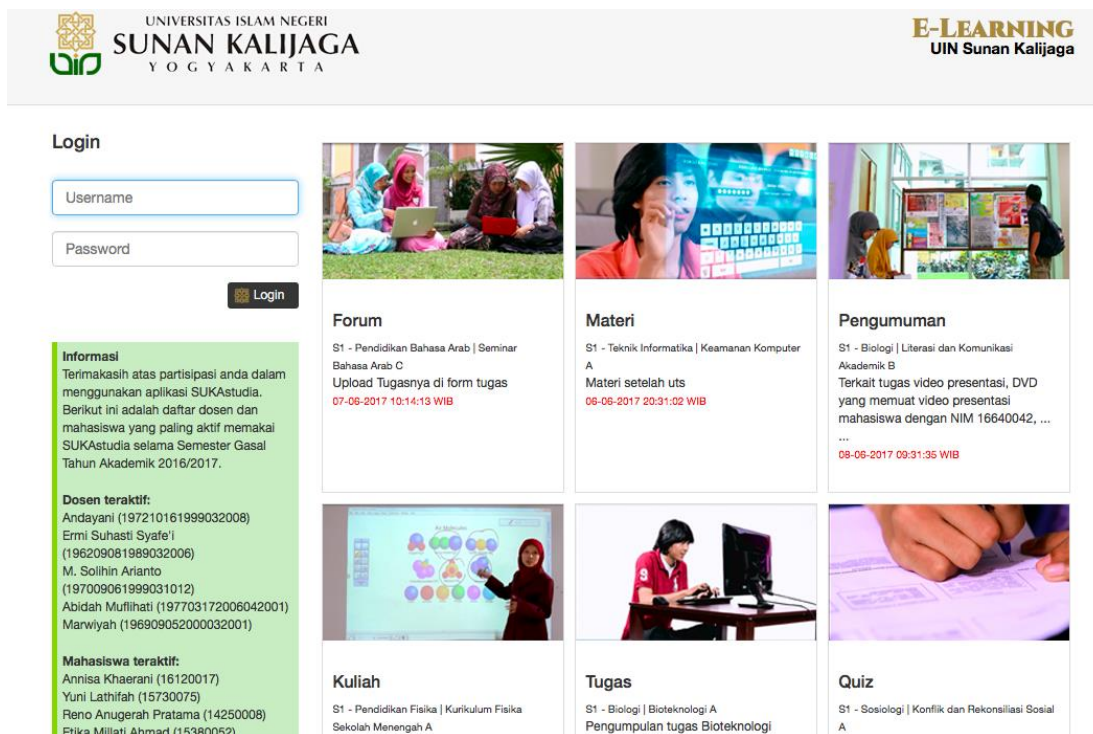 UNIVERSITAS ISLAM NEGERI
SUNAN KALIJAGA
YOGYAKARTA
E-LEARNING
UIN Sunan Kalijaga
Login
Username
Password
Login
Informasi
Terimakasih atas partisipasi anda dalam
menggunakan aplikasi SUKAstudia.
Berikut ini adalah daftar dosen dan
mahasiswa yang paling aktif memakai
SUKAstudia selama Semester Gasal
Tahun Akademik 2016/2017.
Dosen teraktif:
Andayani (197210161999032008)
Ermi Suhasti Syafe'i
(196209081989032006)
M. Solihin Arianto
(197009061999031012)
Abidah Muflihati (197703172006042001)
Marwiyah (196909052000032001)
Mahasiswa teraktif:
Annisa Khaerani (16120017)
Yuni Lathifah (15730075)
Reno Anugerah Pratama (14250008)
Etika Millati Ahmad (15380052)
Forum
S1 - Pendidikan Bahasa Arab | Seminar
Bahasa Arab C
Upload Tugasnya di form tugas
07-06-2017 10:14:13 WIB
Materi
S1 - Teknik Informatika | Keamanan Komputer
A
Materi setelah uts
06-06-2017 20:31:02 WIB
Pengumuman
S1 - Biologi | Literasi dan Komunikasi
Akademik B
Terkait tugas video presentasi, DVD
yang memuat video presentasi
mahasiswa dengan NIM 16640042, ...
...
08-06-2017 09:31:35 WIB
Kuliah
S1 - Pendidikan Fisika | Kurikulum Fisika
Sekolah Menengah A
Tugas
S1 - Biologi | Bioteknologi A
Pengumpulan tugas Bioteknologi
Quiz
S1 - Sosiologi | Konflik dan Rekonsiliasi Sosial
A